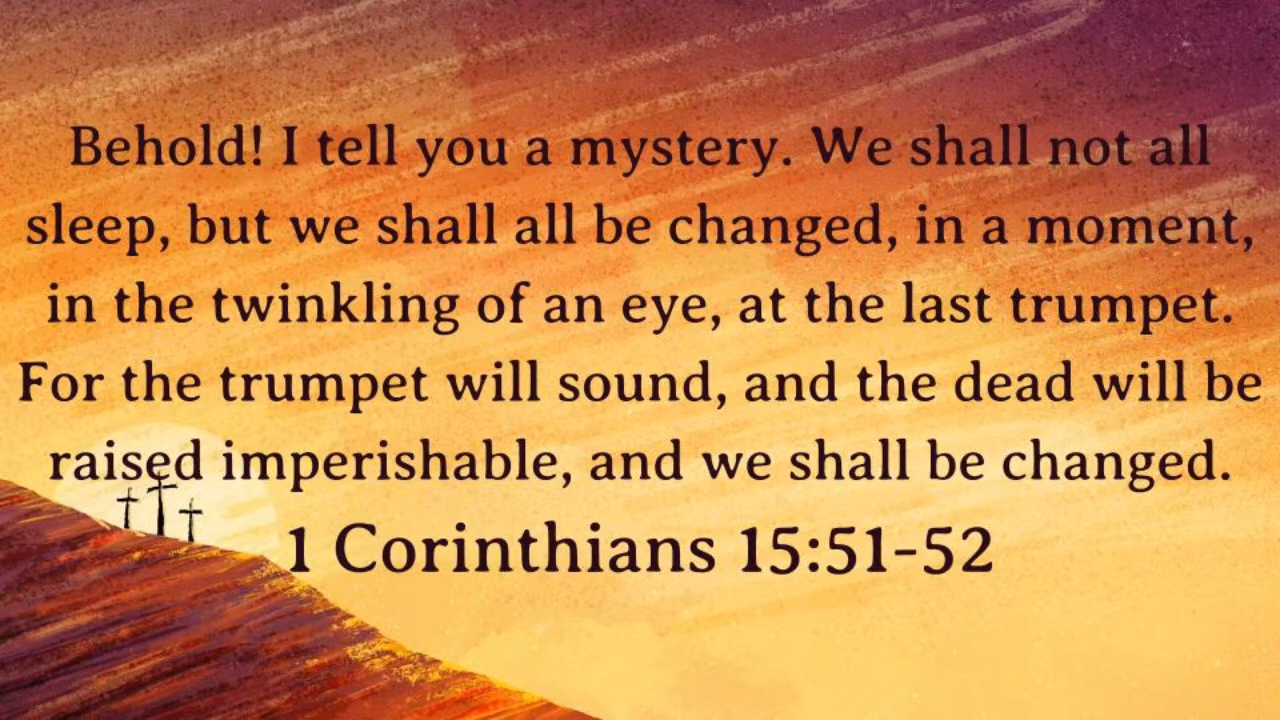 Behold! I tell you a mystery. We shall not all
sleep, but we shall all be changed, in a moment,
in the twinkling of an eye, at the last trumpet.
For the trumpet will sound, and the dead will be
raised imperishable, and we shall be changed.
1 Corinthians 15:51-52